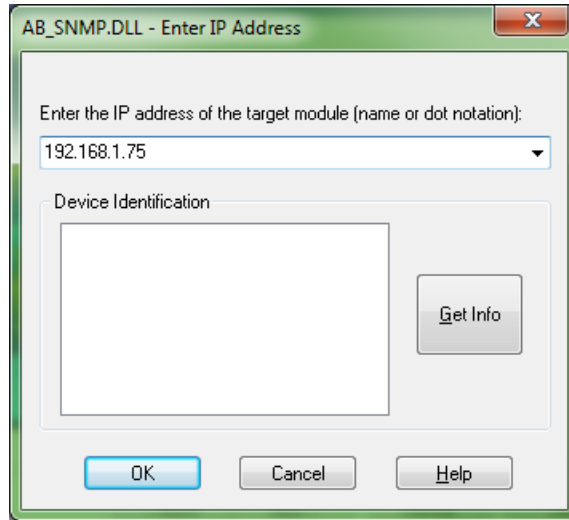 AB_SNMP.DLL - Enter IP Address
Enter the IP address of the target module (name or dot notation):
192.168.1.75
Device Identification
Get Info
OK
Cancel
Help